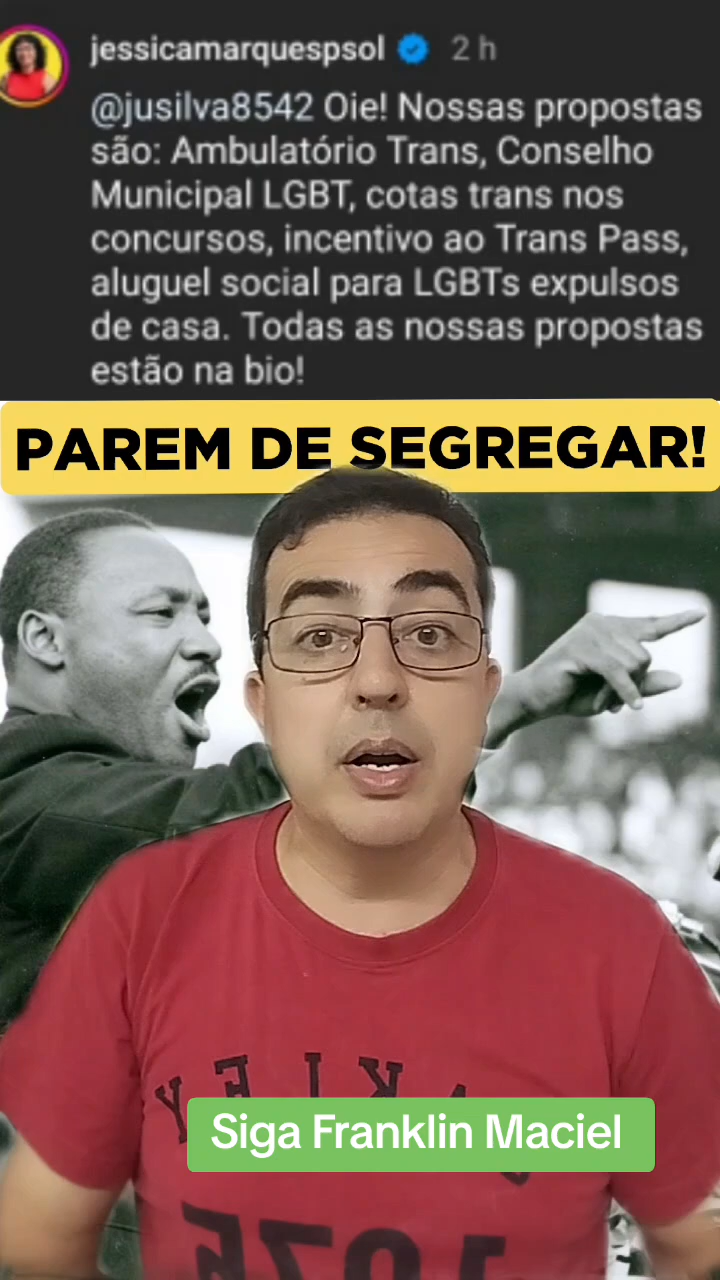 jessicamarquespsol 2 h
@jusilva8542 Oie! Nossas propostas
são: Ambulatório Trans, Conselho
Municipal LGBT, cotas trans nos
concursos, incentivo ao Trans Pass,
aluguel social para LGBTs expulsos
de casa. Todas as nossas propostas
estão na bio!
PAREM DE SEGREGAR!
Siga Franklin Maciel